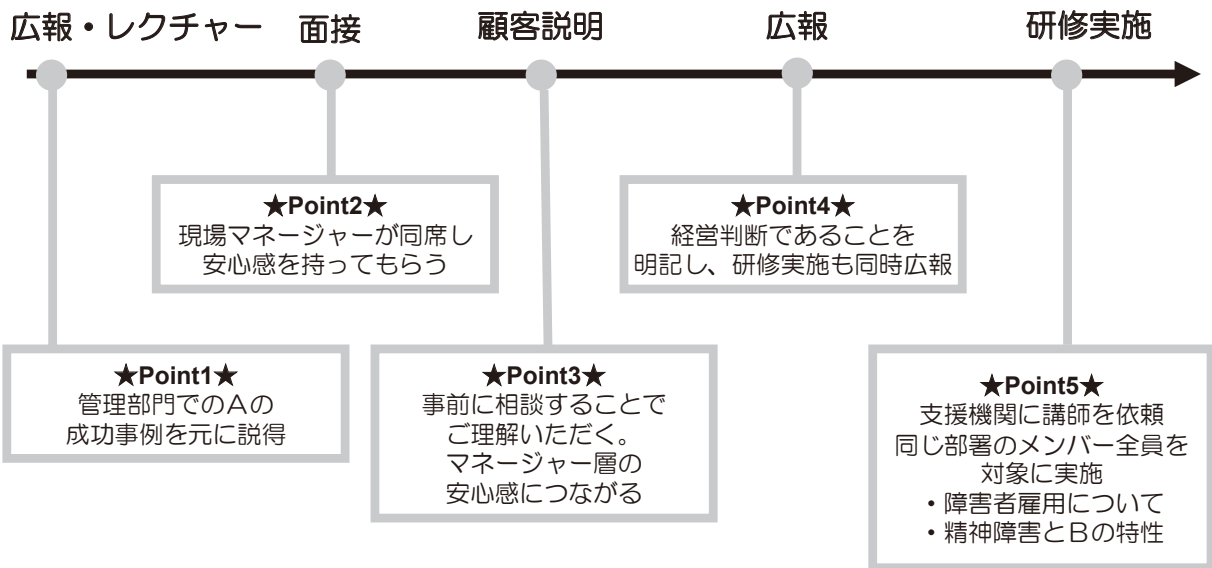 広報・レクチャー
面接
顧客説明
広報
研修実施
★Point2★
現場マネージャーが同席し
安心感を持ってもらう
★Point4★
経営判断であることを
明記し、研修実施も同時広報
★Point1★
管理部門でのAの
成功事例を元に説得
★Point3★
事前に相談することで
ご理解いただく。
マネージャー層の
安心感につながる
★Point5★
支援機関に講師を依頼
同じ部署のメンバー全員を
対象に実施
・障害者雇用について
・精神障害とBの特性